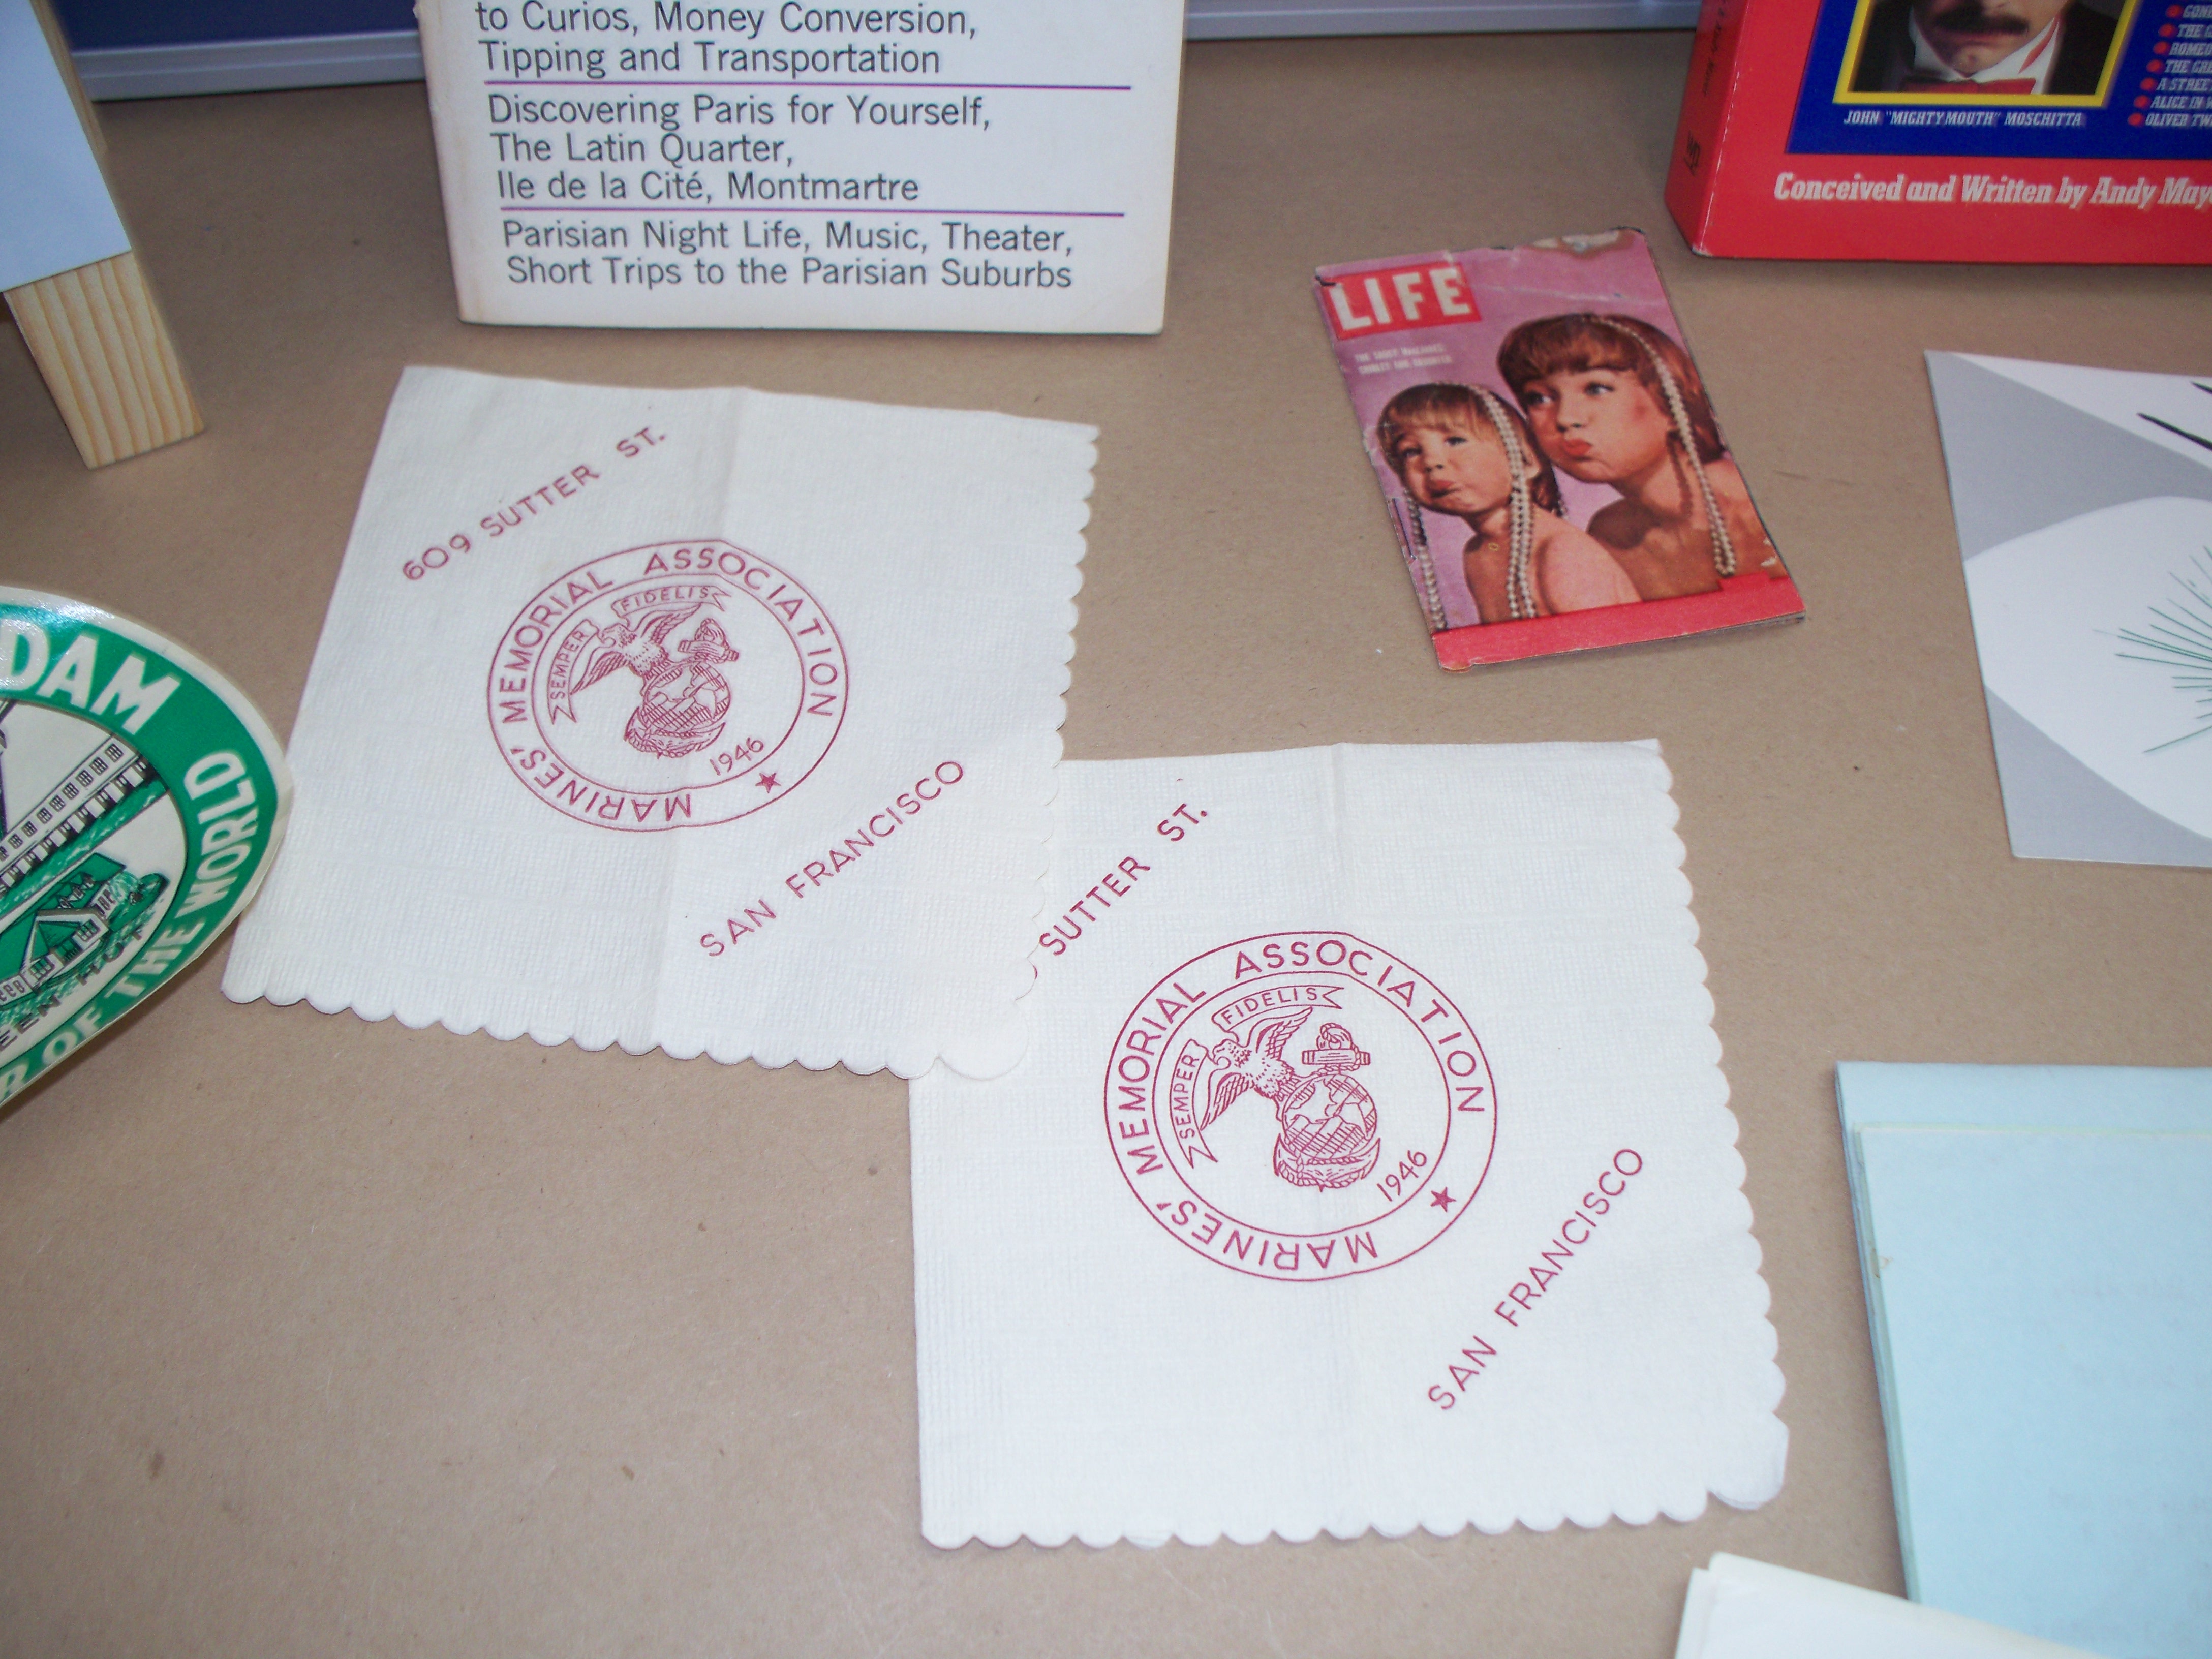 to Curios, Money Conversion,
Tipping and Transportation
Discovering Paris for Yourself,
The Latin Quarter,
Ile de la Cité, Montmartre
Parisian Night Life, Music, Theater,
Short Trips to the Parisian Suburbs
JOHN "MIGHTY MOUTH" MOSCHITTA
ALICE IN
Conceived and Written by Andy
LIFE
609 SUTTER ST.
MARINES' MEMORIAL ASSOCIATION
SEMPER FIDELIS
1946
SAN FRANCISCO
SUTTER ST.
MARINES' MEMORIAL ASSOCIATION
SEMPER FIDELIS
1946
SAN FRANCISCO
DAM
OF THE WORLD